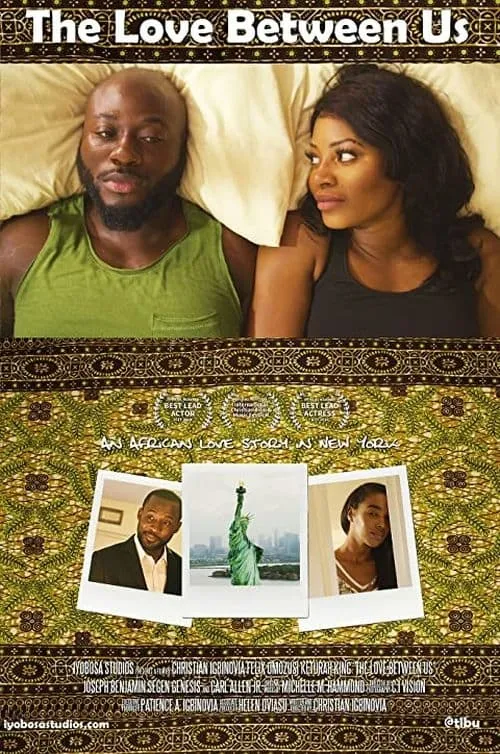 The Love Between Us
BEST LEAD
ACTOR
International
BEST LEAD
ACTRESS
AN AFRICAN LOVE STORY IN NEW YORK
IYOBOSA STUDIOS CHRISTIAN IGBINOVIA FELIX OMOZUSI KETURAH KING "THE LOVE BETWEEN US"
JOSEPH BENJAMIN SEGEN GENESIS CARL ALLEN JR. MICHELLE M. HAMMOND CJ VISION
PATIENCE A. IGBINOVIA HELEN OVIASU CHRISTIAN IGBINOVIA
iyobosastudios.com
@tlbu